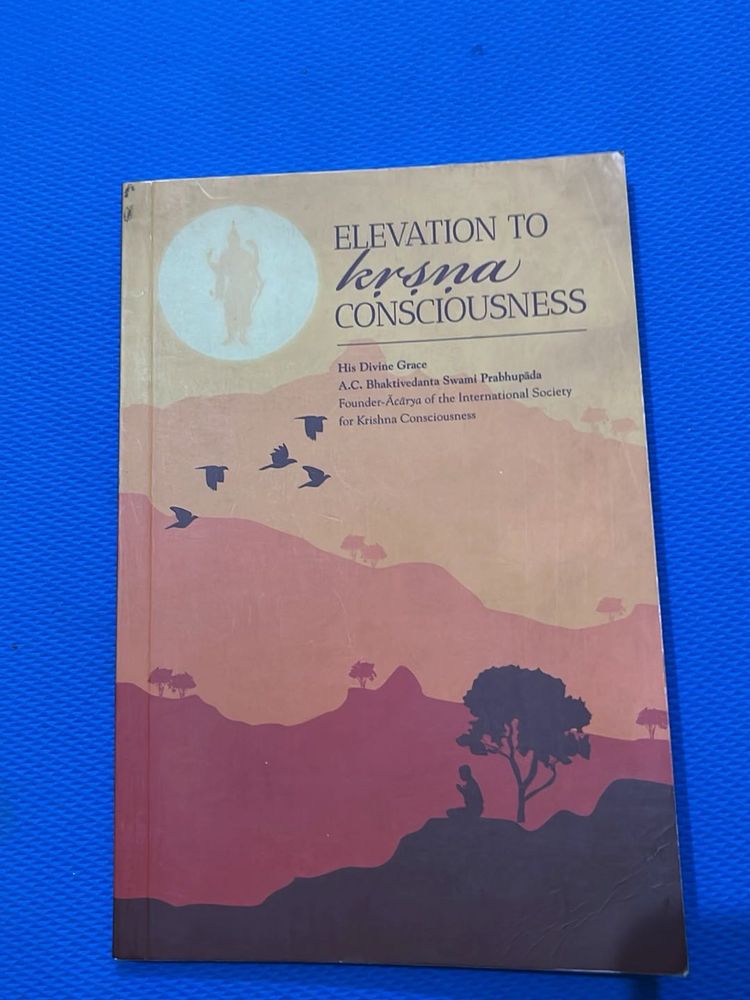 ELEVATION TO
kṛṣṇa
CONSCIOUSNESS
His Divine Grace
A.C. Bhaktivedanta Swami Prabhupāda
Founder-Ācārya of the International Society
for Krishna Consciousness